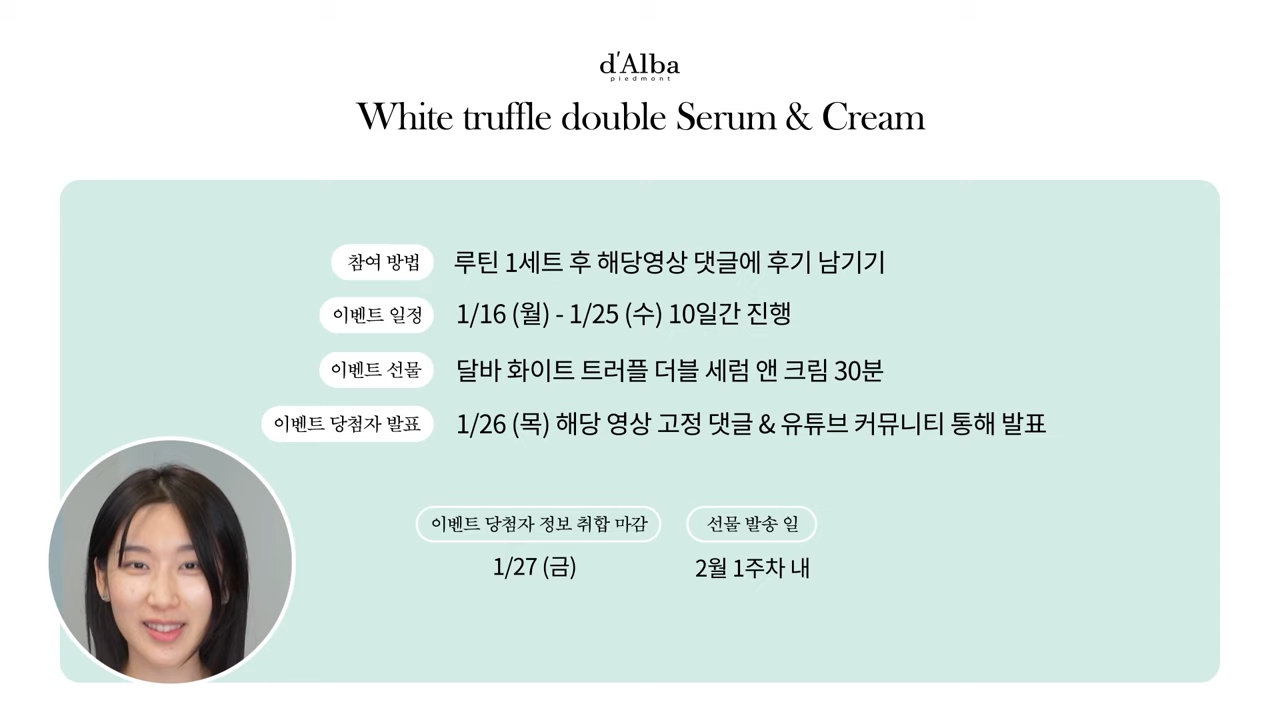 d'Alba
piedmont
White truffle double Serum & Cream
참여 방법 루틴 1세트 후 해당영상 댓글에 후기 남기기
이벤트 일정 1/16 (월) - 1/25 (수) 10일간 진행
이벤트 선물 달바 화이트 트러플 더블 세럼 앤 크림 30분
이벤트 당첨자 발표 1/26 (목) 해당 영상 고정 댓글 & 유튜브 커뮤니티 통해 발표
이벤트 당첨자 정보 취합 마감 선물 발송 일
1/27 (금) 2월 1주차 내